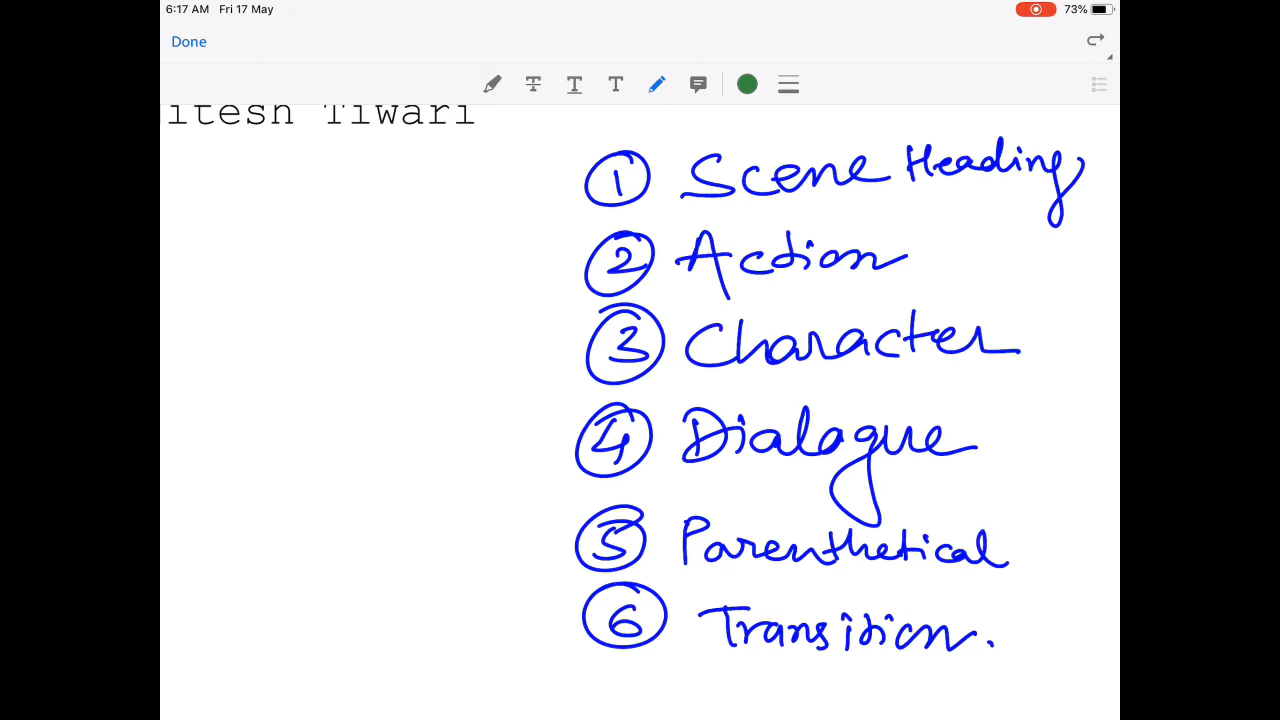 6:17 AM Fri 17 May 73%
Done
itesh Tiwari
1 Scene Heading
2 Action
3 Character
4 Dialogue
5 Parenthetical
6 Transition.